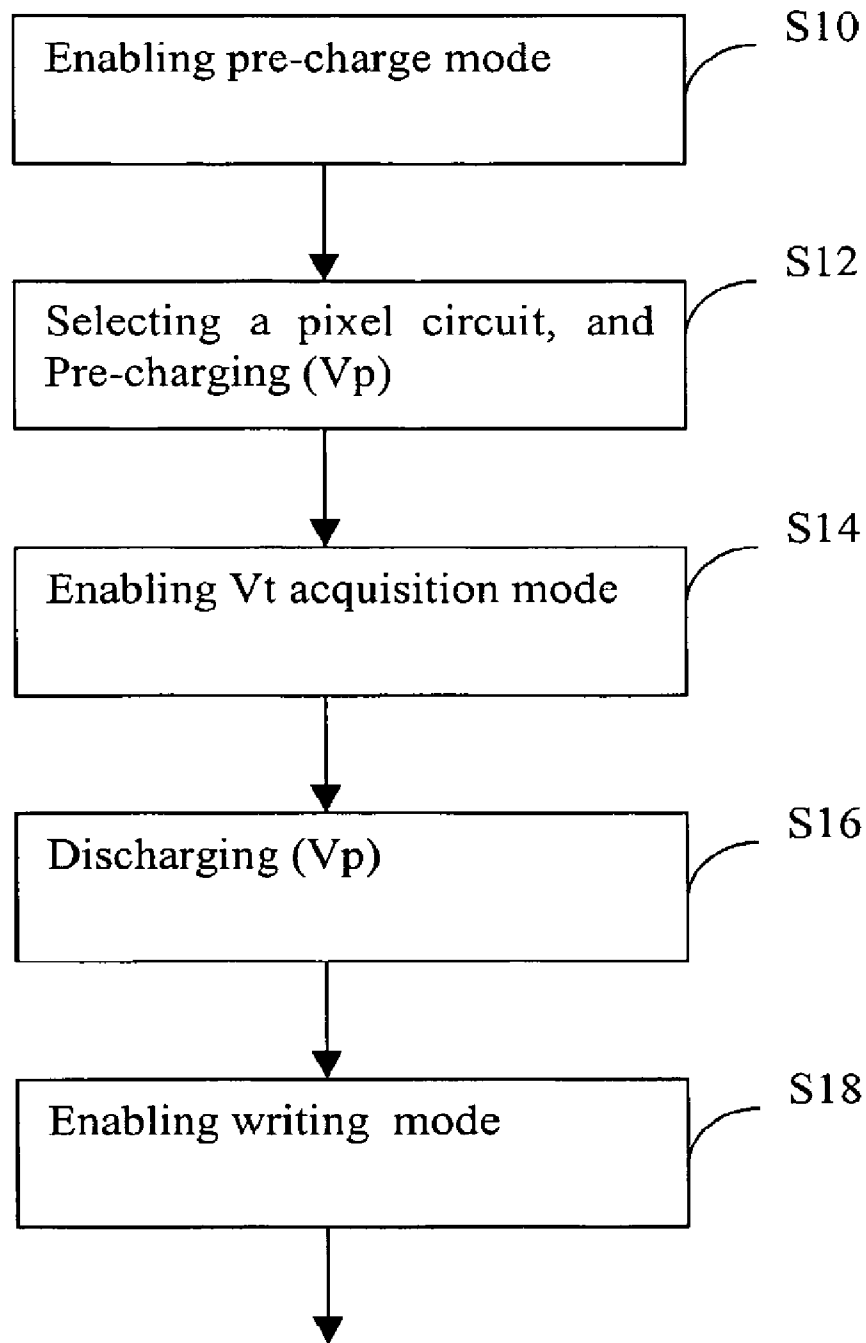 S10
Enabling pre-charge mode
S12
Selecting a pixel circuit, and
Pre-charging (Vp)
S14
Enabling Vt acquisition mode
S16
Discharging (Vp)
S18
Enabling writing mode